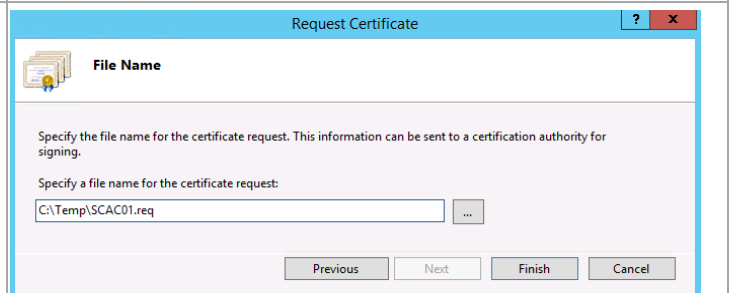 Request Certificate
? x
File Name
Specify the file name for the certificate request. This information can be sent to a certification authority for
signing.
Specify a file name for the certificate request:
C:\Temp\SCAC01.req
...
Previous Next Finish Cancel